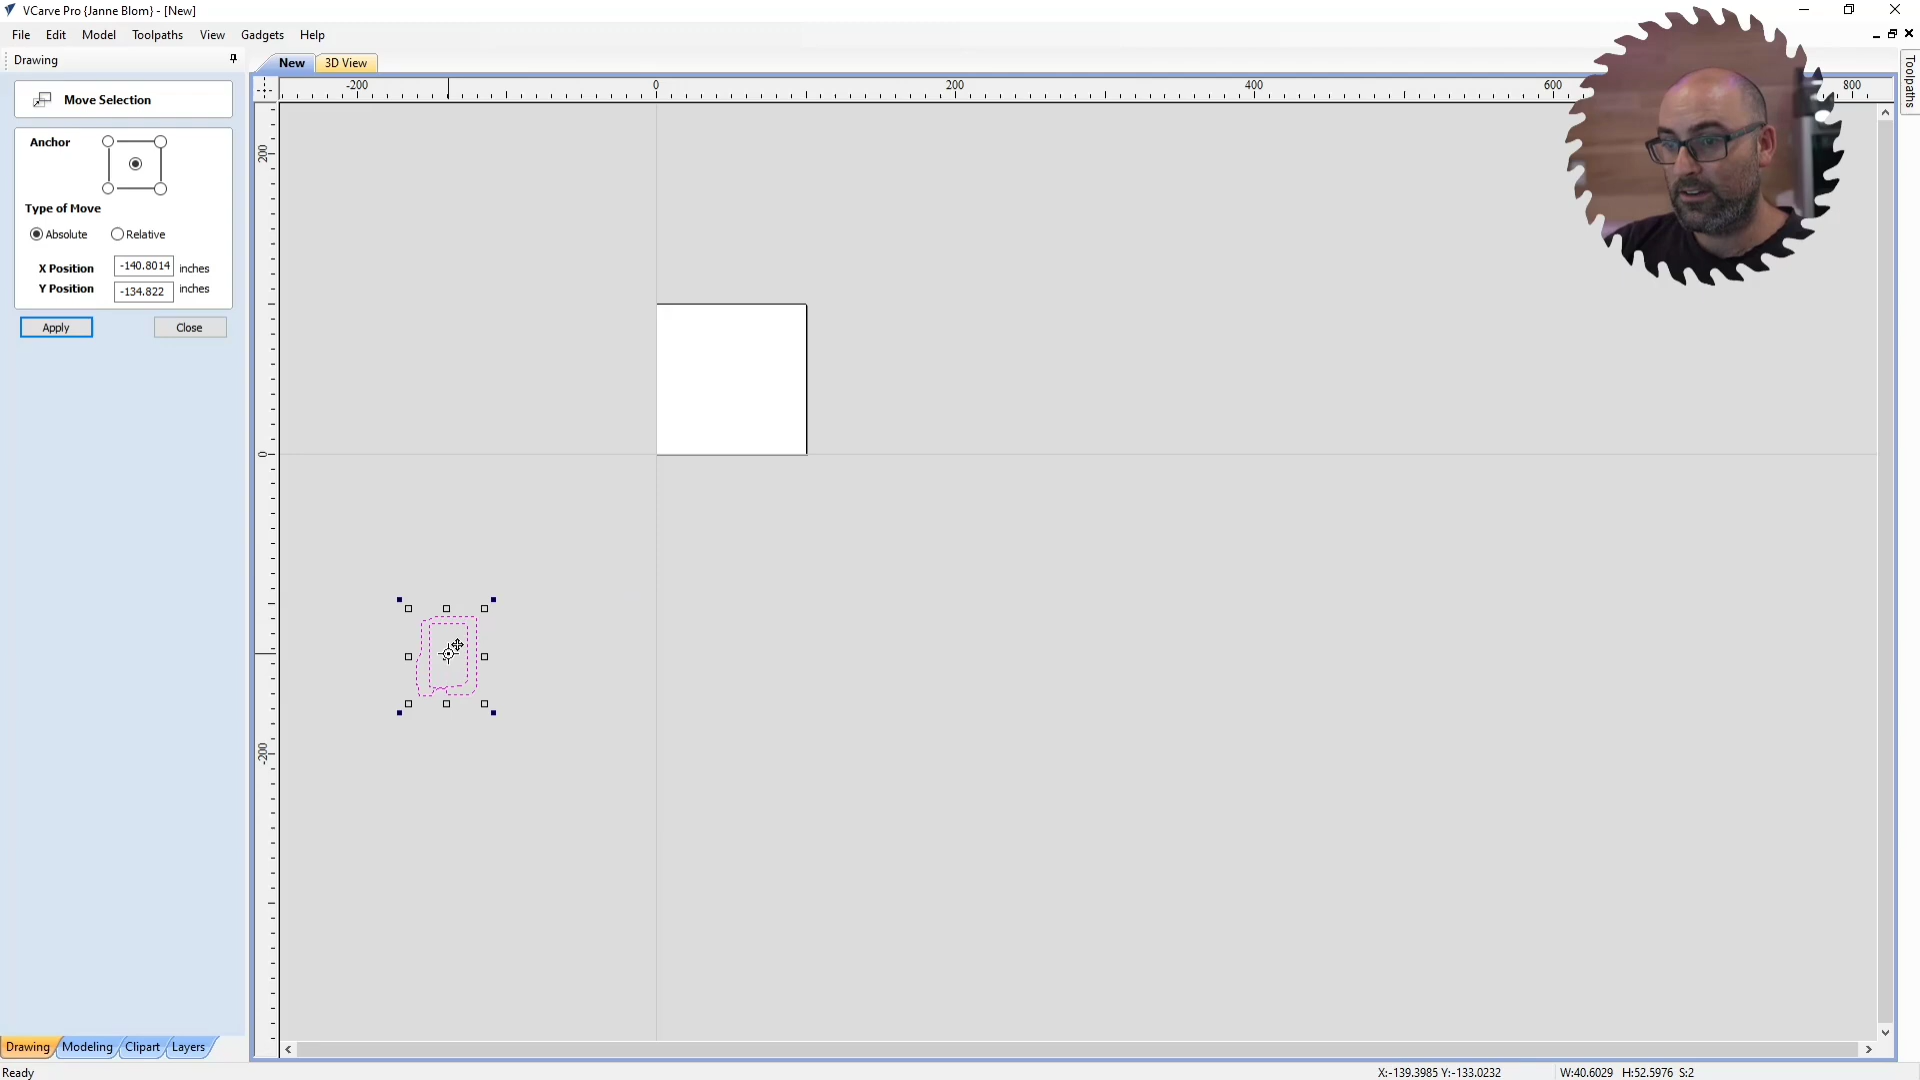 VCarve Pro {Janne Blom} - [New]
File Edit Model Toolpaths View Gadgets Help
Drawing
New 3D View
Toolpaths
Move Selection
-200 0 200 400 600 800
Anchor
200
Type of Move
Absolute Relative
X Position -140.8014 inches
Y Position -134.822 inches
Apply Close
0
-200
Drawing Modeling Clipart Layers
Ready X:-139.3985 Y:-133.0232 W:40.6029 H:52.5976 S:2